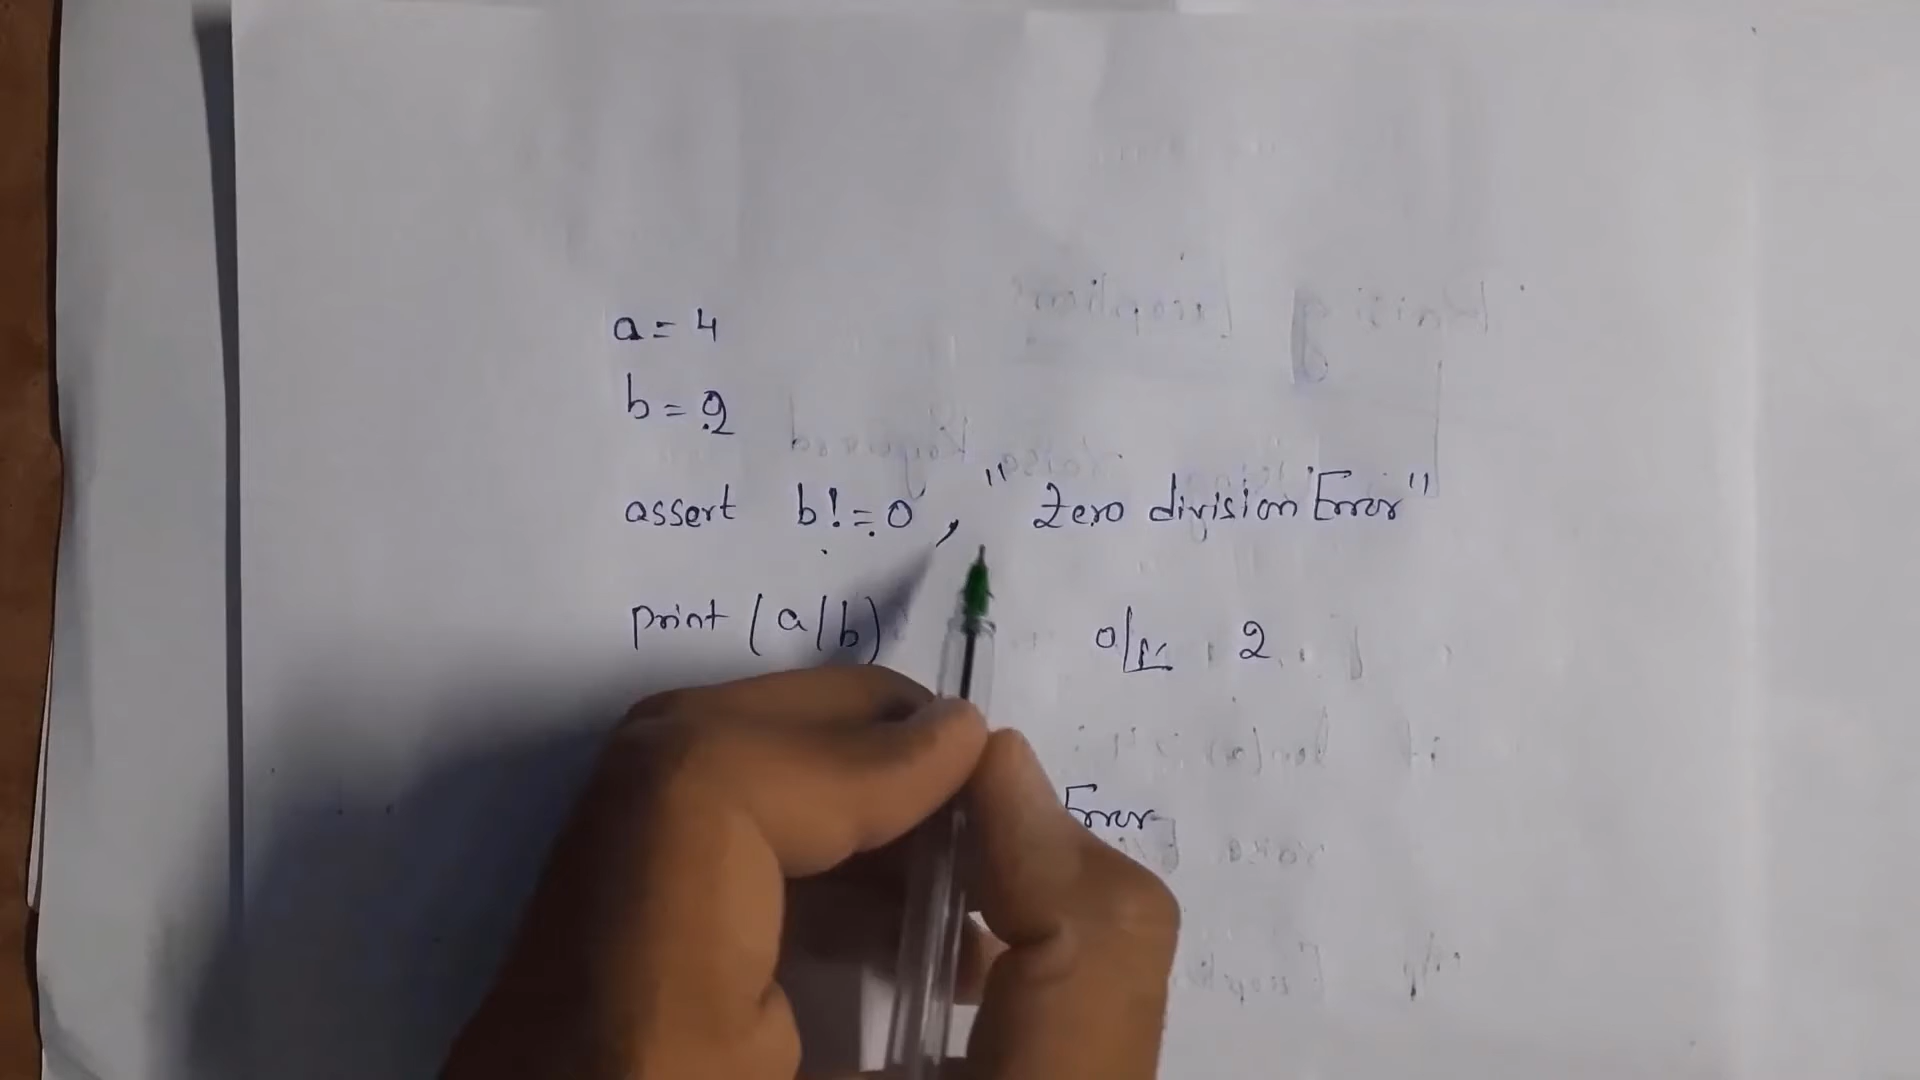 a = 4
b = 2
assert b != 0 , " Zero division Error "
print (a/b) o/p : 2
Error